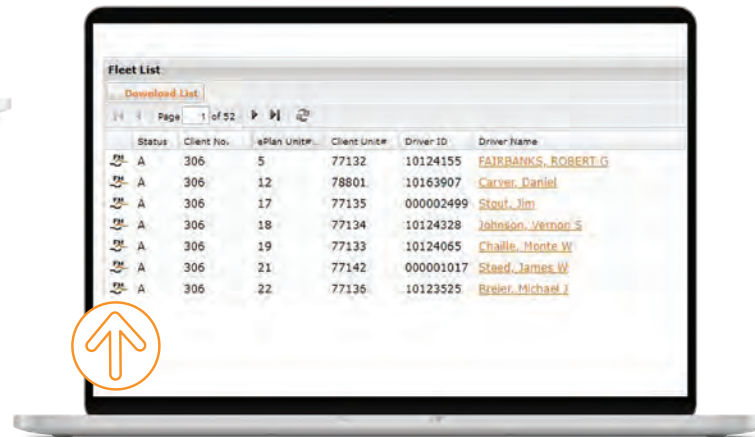 Fleet List
Download List
Page 1 of 52
Status Client No. ePlan Unit#.. Client Unit# Driver ID Driver Name
A 306 5 77132 10124155 FAIRBANKS, ROBERT G
A 306 12 78801 10163907 Carver, Daniel
A 306 17 77135 000002499 Stout, Jim
A 306 18 77134 10124328 Johnson, Vernon S
A 306 19 77133 10124065 Chaille, Monte W
A 306 21 77142 000001017 Steed, James W
A 306 22 77136 10123525 Breier, Michael J